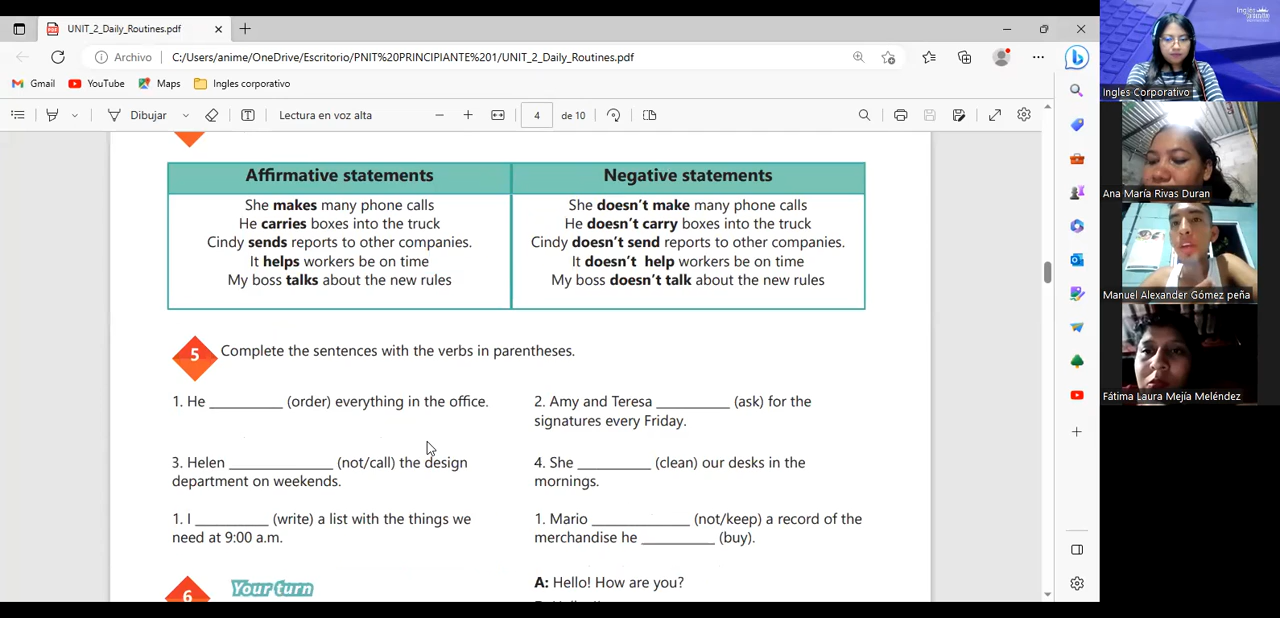 UNIT_2_Daily_Routines.pdf
Archivo
C:/Users/anime/OneDrive/Escritorio/PNIT%20PRINCIPIANTE%201/UNIT_2_Daily_Routines.pdf
Gmail
YouTube
Maps
Ingles corporativo
Dibujar
Lectura en voz alta
4
de 10
Affirmative statements
Negative statements
She makes many phone calls
She doesn't make many phone calls
He carries boxes into the truck
He doesn't carry boxes into the truck
Cindy sends reports to other companies.
Cindy doesn't send reports to other companies.
It helps workers be on time
It doesn't help workers be on time
My boss talks about the new rules
My boss doesn't talk about the new rules
5
Complete the sentences with the verbs in parentheses.
1. He _________ (order) everything in the office.
2. Amy and Teresa _________ (ask) for the
signatures every Friday.
3. Helen _____________ (not/call) the design
department on weekends.
4. She _________ (clean) our desks in the
mornings.
1. I _________ (write) a list with the things we
need at 9:00 a.m.
1. Mario ____________ (not/keep) a record of the
merchandise he _________ (buy).
6
Your turn
A: Hello! How are you?
Ingles Corporativo
Ana María Rivas Duran
Manuel Alexander Gómez peña
Fátima Laura Mejía Meléndez